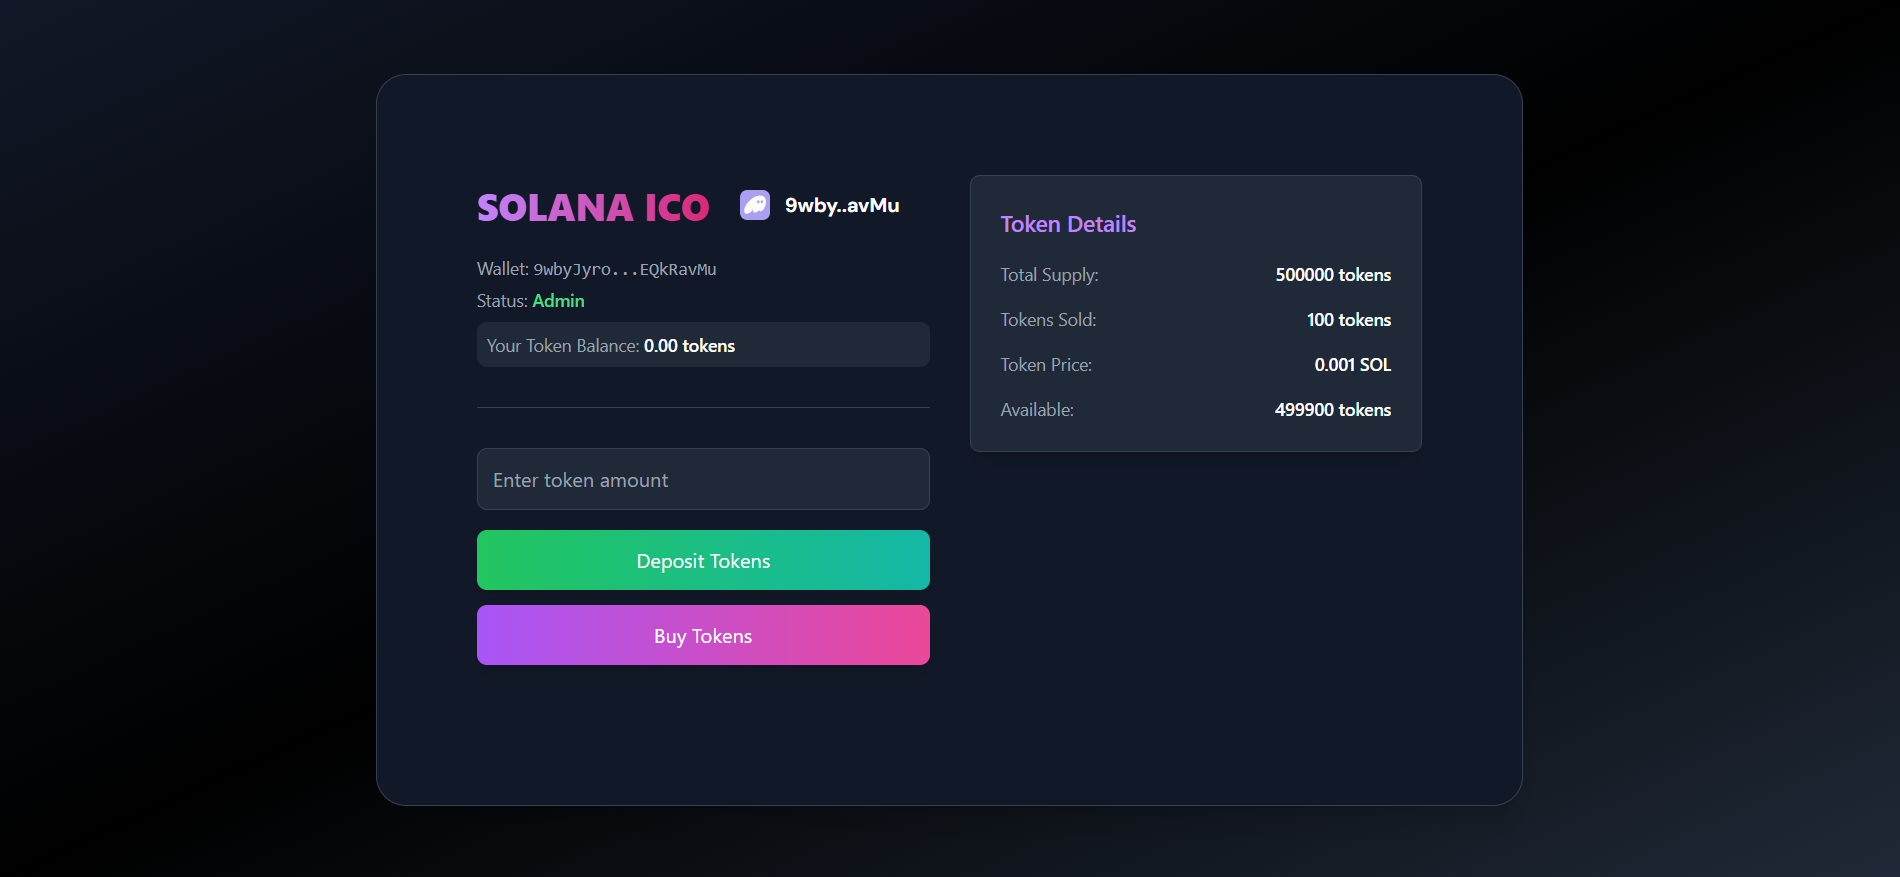 SOLANA ICO
9wby..avMu
Wallet: 9wbyJyro...EQkRavMu
Status: Admin
Your Token Balance: 0.00 tokens
Enter token amount
Deposit Tokens
Buy Tokens
Token Details
Total Supply: 500000 tokens
Tokens Sold: 100 tokens
Token Price: 0.001 SOL
Available: 499900 tokens